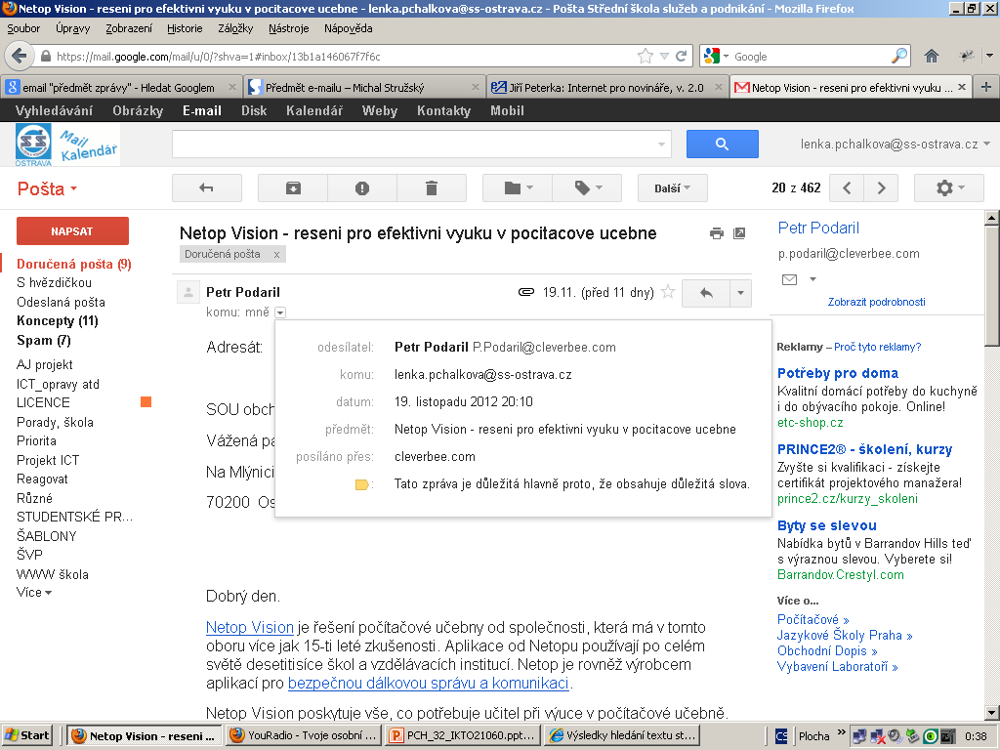 Netop Vision - reseni pro efektivni vyuku v pocitacove ucebne - lenka.pchalkova@ss-ostrava.cz - Pošta Střední škola služeb a podnikání - Mozilla Firefox
Soubor Úpravy Zobrazení Historie Záložky Nástroje Nápověda
https://mail.google.com/mail/u/0/?shva=1#inbox/13b1a146067f7f6c
Google
email "předmět zprávy" - Hledat Googlem
Předmět e-mailu – Michal Stružský
Jiří Peterka: Internet pro novináře, v. 2.0
Netop Vision - reseni pro efektivni vyuku ...
Vyhledávání Obrázky E-mail Disk Kalendář Weby Kontakty Mobil
SŠ
OSTRAVA
Mail
Kalendář
lenka.pchalkova@ss-ostrava.cz
Pošta
Další
20 z 462
NAPSAT
Doručená pošta (9)
S hvězdičkou
Odeslaná pošta
Koncepty (11)
Spam (7)
AJ projekt
ICT_opravy atd
LICENCE
Porady, škola
Priorita
Projekt ICT
Reagovat
Různé
STUDENTSKÉ PR...
ŠABLONY
ŠVP
WWW škola
Více
Netop Vision - reseni pro efektivni vyuku v pocitacove ucebne
Doručená pošta x
Petr Podaril
19.11. (před 11 dny)
komu: mně
Adresát:
SOU obch
Vážená pa
Na Mlýnici
70200 Os
odesílatel: Petr Podaril P.Podaril@cleverbee.com
komu: lenka.pchalkova@ss-ostrava.cz
datum: 19. listopadu 2012 20:10
předmět: Netop Vision - reseni pro efektivni vyuku v pocitacove ucebne
posíláno přes: cleverbee.com
: Tato zpráva je důležitá hlavně proto, že obsahuje důležitá slova.
Dobrý den.
Netop Vision je řešení počítačové učebny od společnosti, která má v tomto
oboru více jak 15-ti leté zkušenosti. Aplikace od Netopu používají po celém
světě desetitisíce škol a vzdělávacích institucí. Netop je rovněž výrobcem
aplikací pro bezpečnou dálkovou správu a komunikaci.
Netop Vision poskytuje vše, co potřebuje učitel při výuce v počítačové učebně.
Petr Podaril
p.podaril@cleverbee.com
Zobrazit podrobnosti
Reklamy – Proč tyto reklamy?
Potřeby pro doma
Kvalitní domácí potřeby do kuchyně
i do obývacího pokoje. Online!
etc-shop.cz
PRINCE2® - školení, kurzy
Zvyšte si kvalifikaci - získejte
certifikát projektového manažera!
prince2.cz/kurzy_skoleni
Byty se slevou
Nabídka bytů v Barrandov Hills teď
s výraznou slevou. Vyberete si!
Barrandov.Crestyl.com
Více o...
Počítačové »
Jazykové Školy Praha »
Obchodní Dopis »
Vybavení Laboratoří »
Start
Netop Vision - reseni ...
YouRadio - Tvoje osobní ...
PCH_32_IKTO21060.ppt...
Výsledky hledání textu st...
CS
Plocha »
0:38